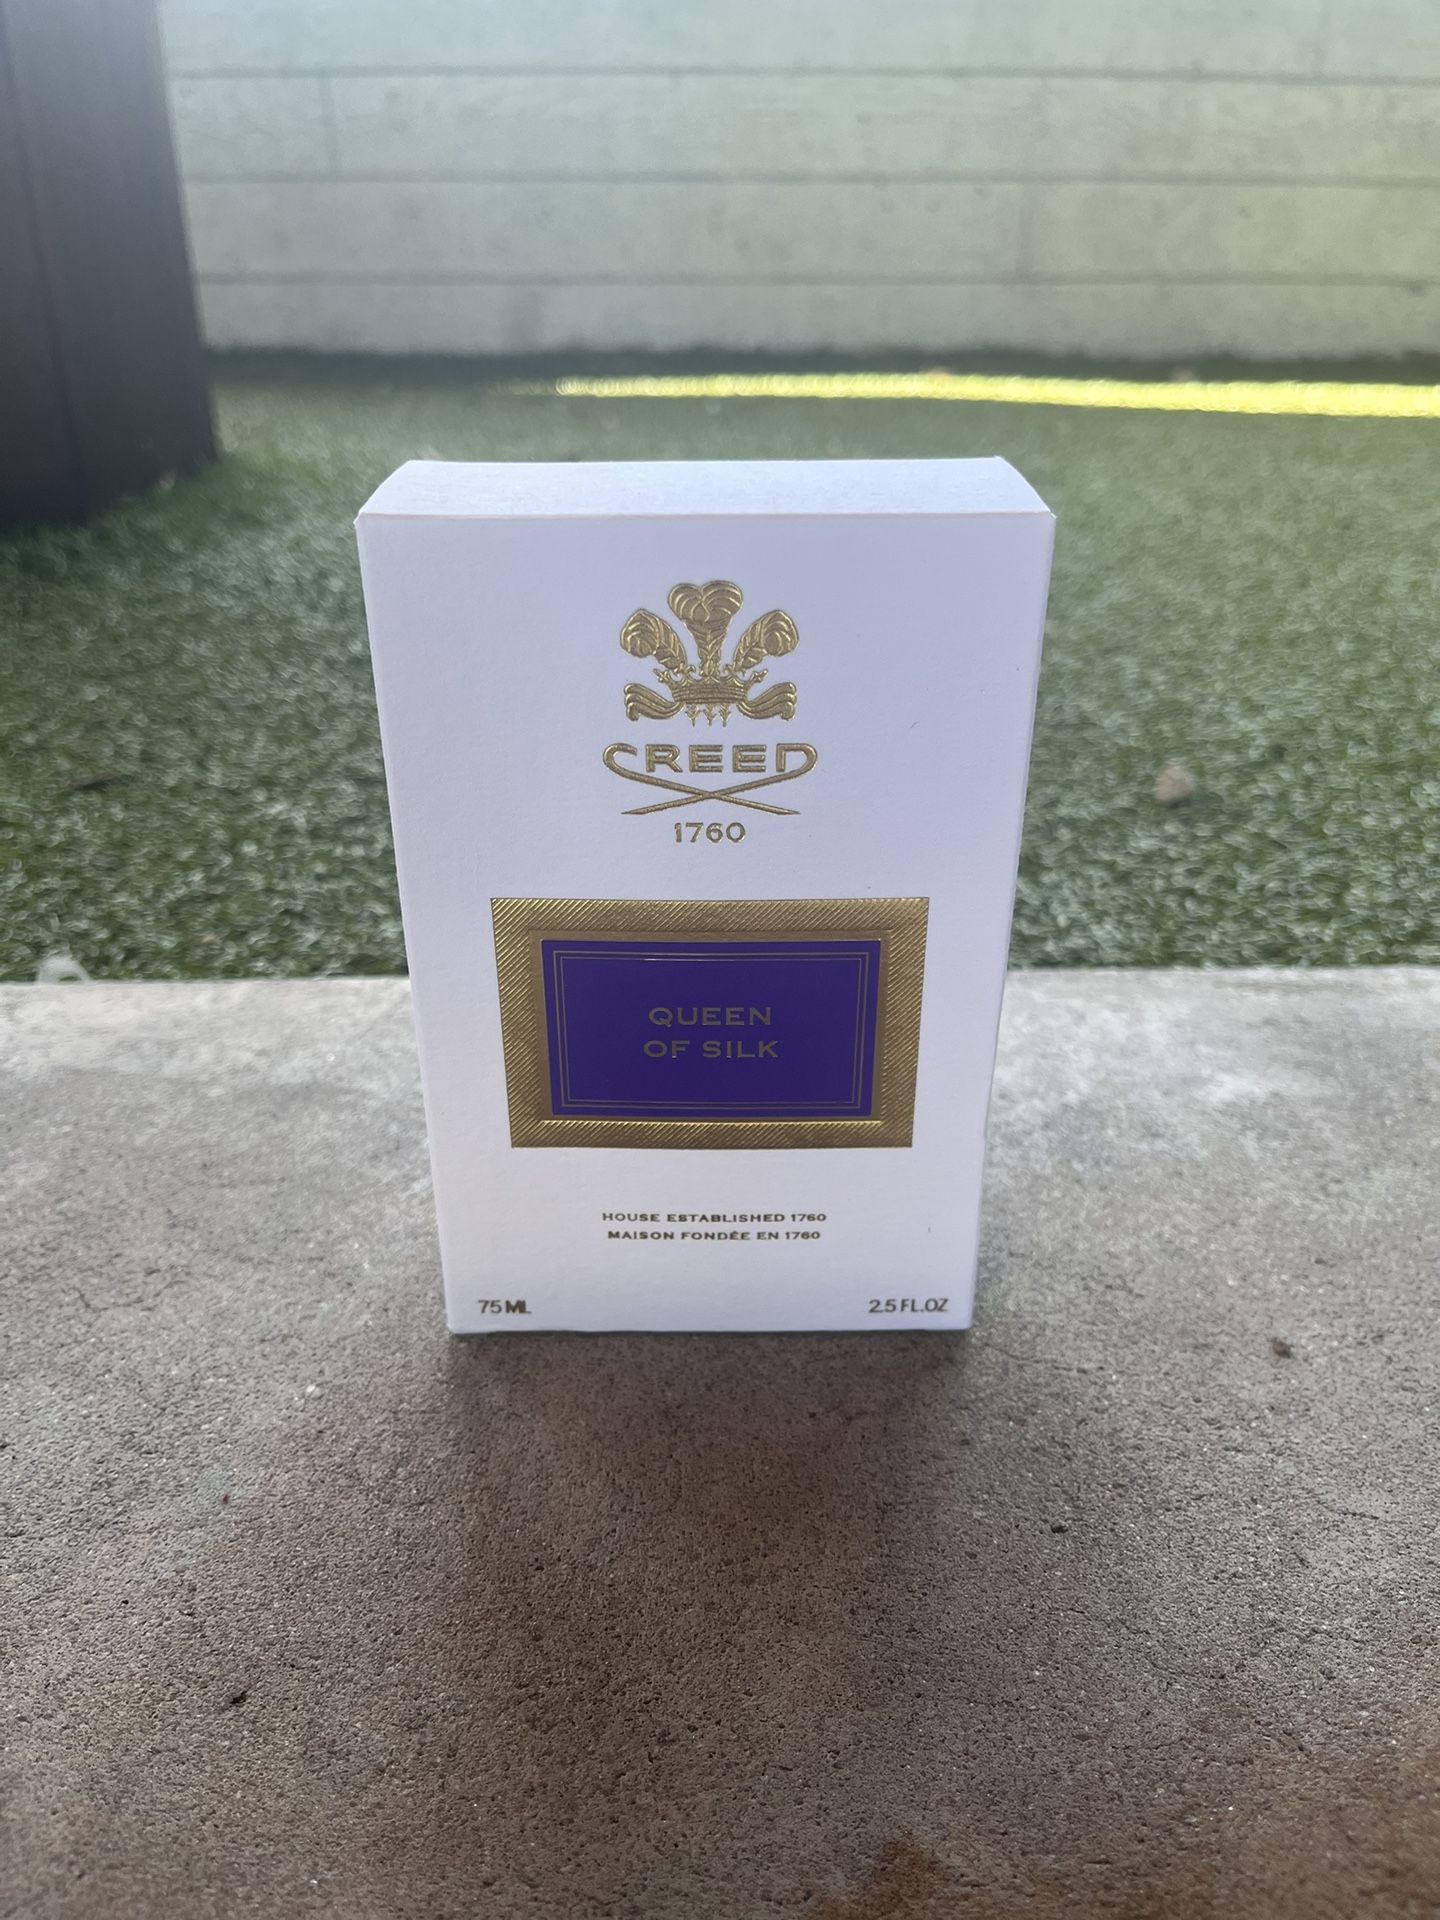 CREED
1760
QUEEN
OF SILK
HOUSE ESTABLISHED 1760
MAISON FONDÉE EN 1760
75 ML
2.5 FL.OZ